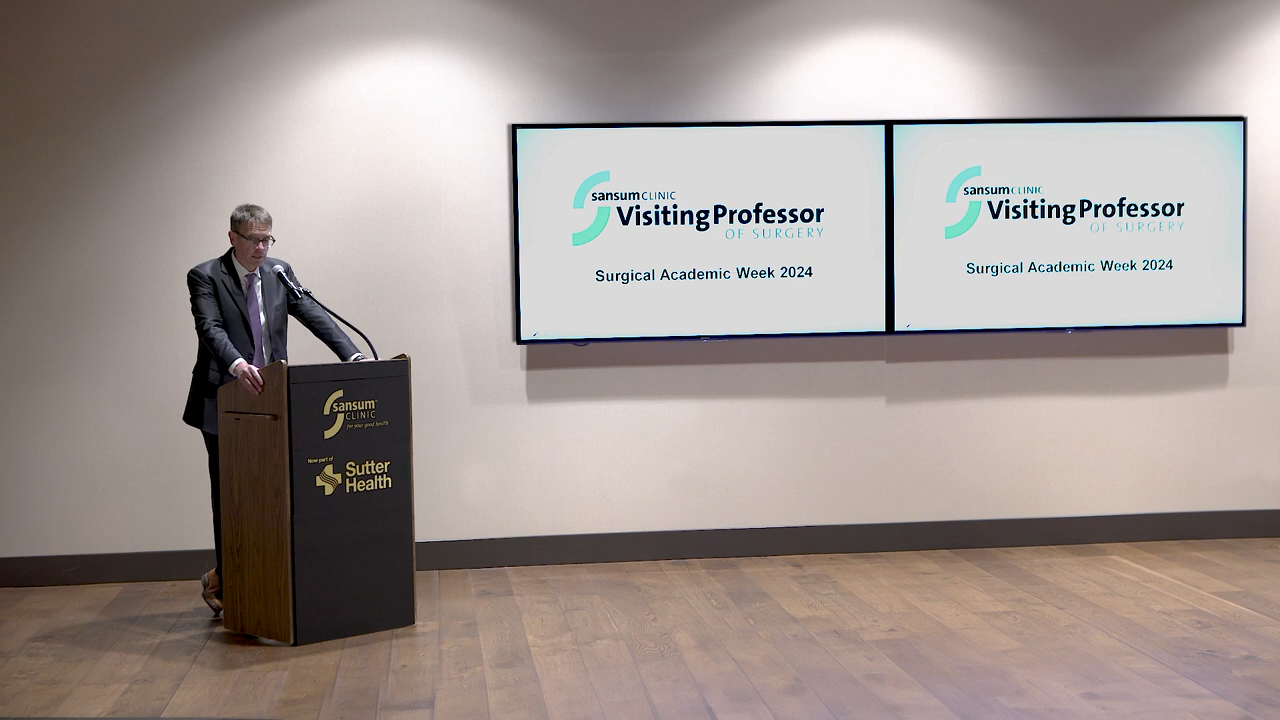 sansum CLINIC
Visiting Professor
OF SURGERY
Surgical Academic Week 2024
sansum CLINIC
Visiting Professor
OF SURGERY
Surgical Academic Week 2024
sansum
CLINIC
for your good health
Now part of
Sutter
Health